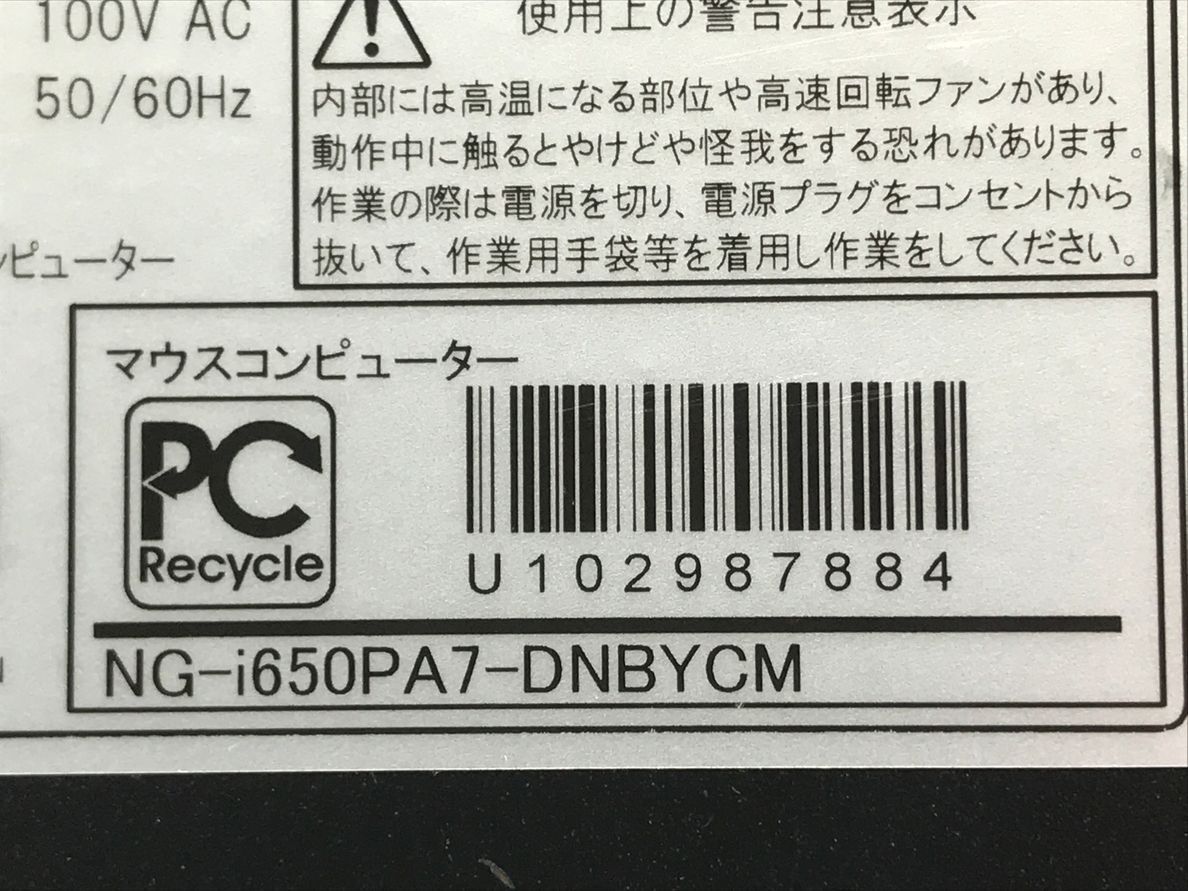 100V AC
50/60Hz
ピューター
使用上の警告注意表示
内部には高温になる部位や高速回転ファンがあり、
動作中に触るとやけどや怪我をする恐れがあります。
作業の際は電源を切り、電源プラグをコンセントから
抜いて、作業用手袋等を着用し作業をしてください。
マウスコンピューター
PC
Recycle
U102987884
NG-i650PA7-DNBYCM